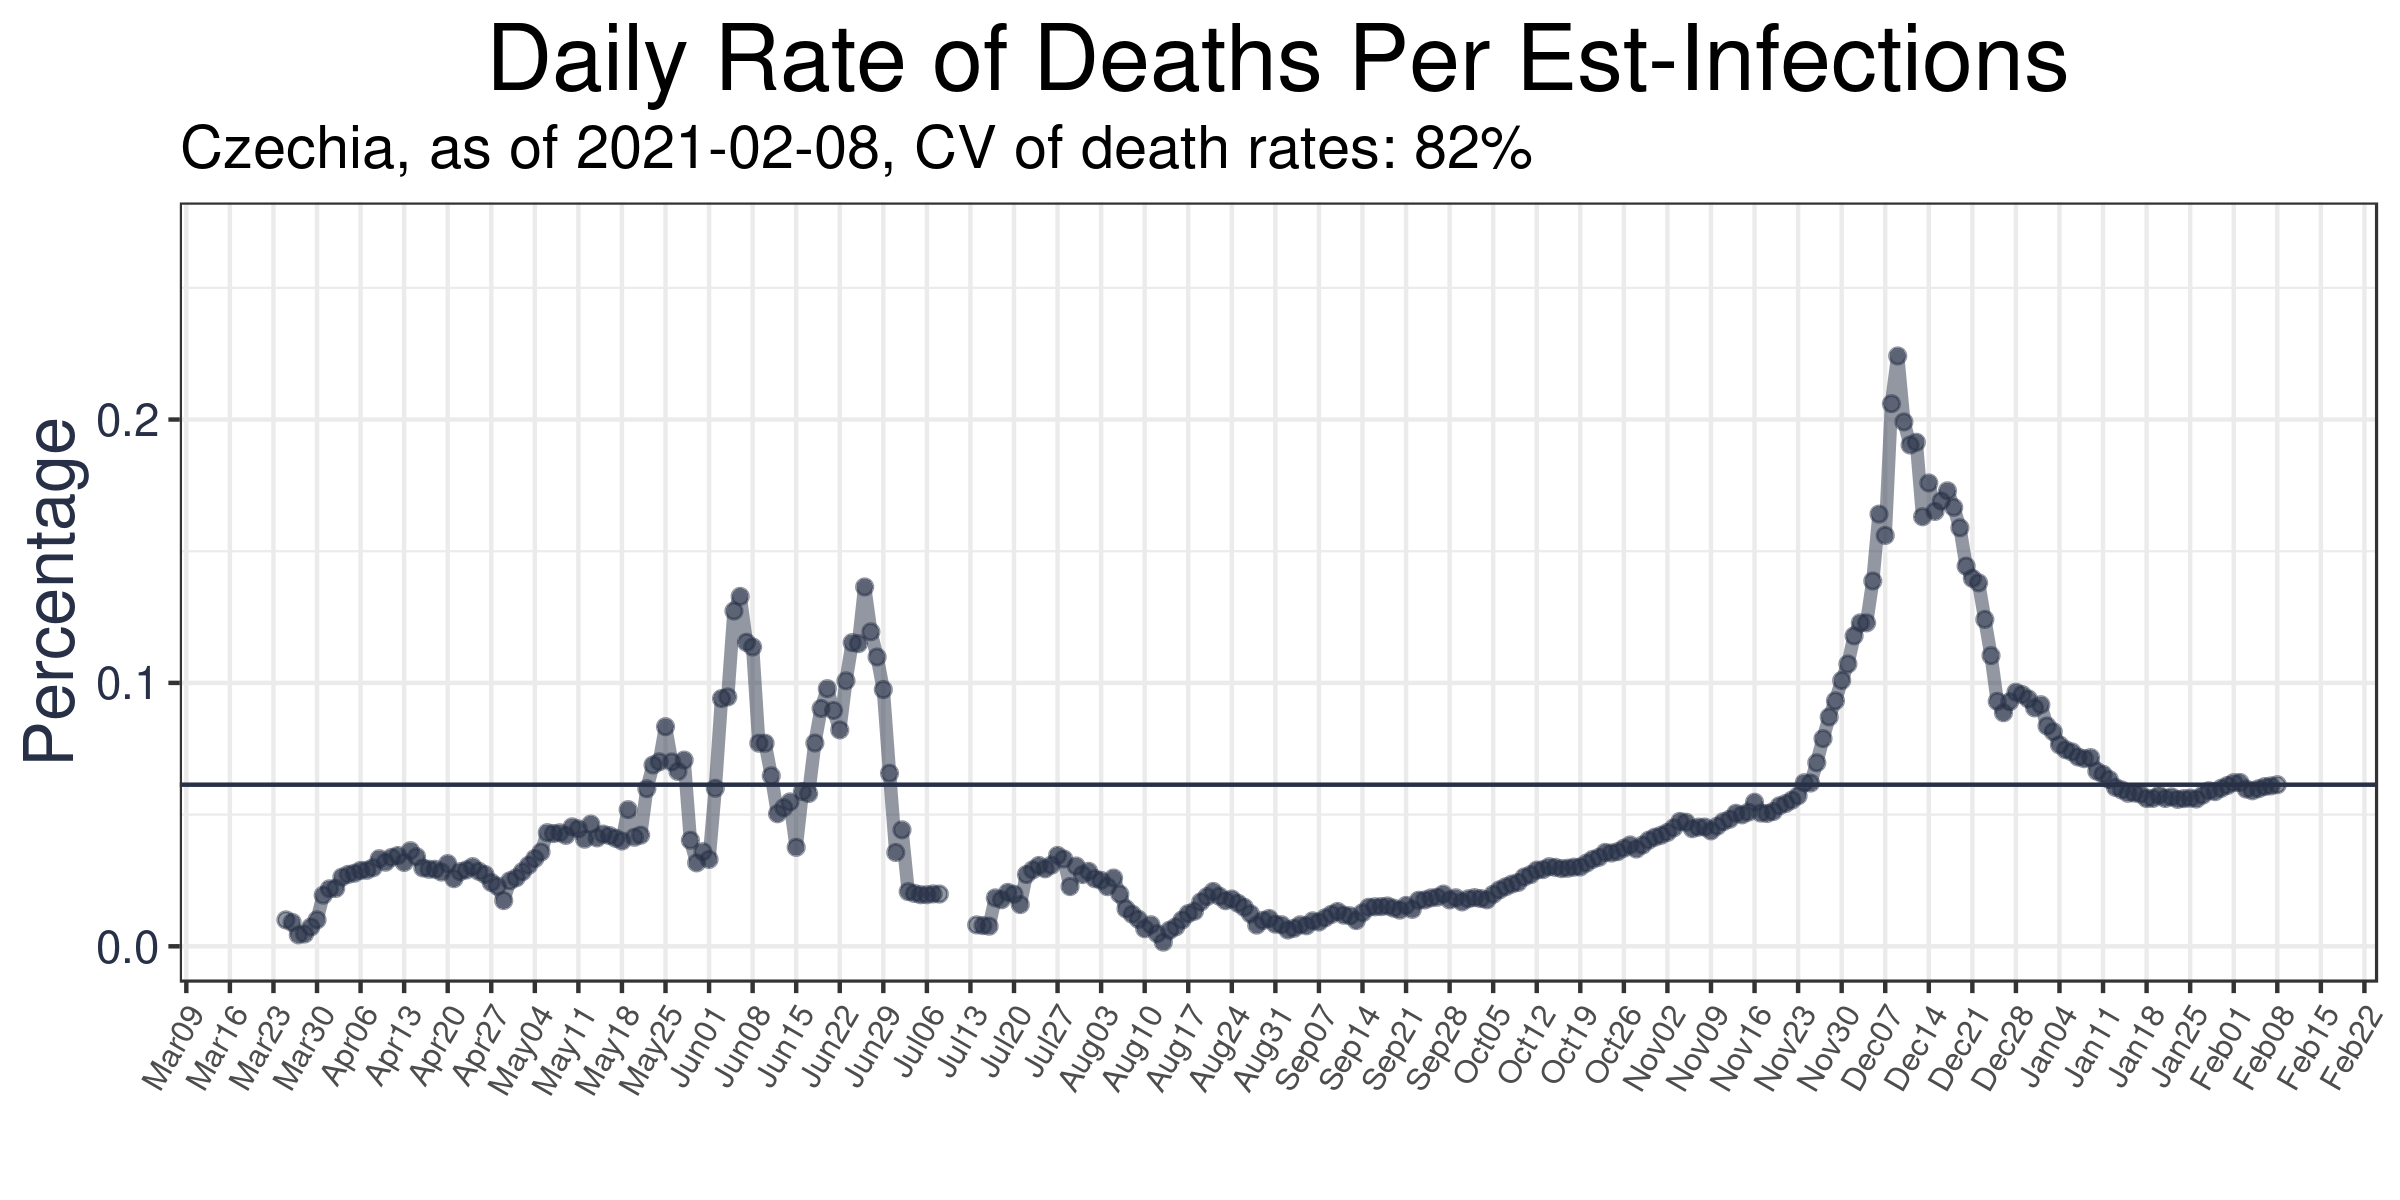 Daily Rate of Deaths Per Est-Infections
Czechia, as of 2021-02-08, CV of death rates: 82%
Percentage
0.2
0.1
0.0
Mar09
Mar16
Mar23
Mar30
Apr06
Apr13
Apr20
Apr27
May04
May11
May18
May25
Jun01
Jun08
Jun15
Jun22
Jun29
Jul06
Jul13
Jul20
Jul27
Aug03
Aug10
Aug17
Aug24
Aug31
Sep07
Sep14
Sep21
Sep28
Oct05
Oct12
Oct19
Oct26
Nov02
Nov09
Nov16
Nov23
Nov30
Dec07
Dec14
Dec21
Dec28
Jan04
Jan11
Jan18
Jan25
Feb01
Feb08
Feb15
Feb22